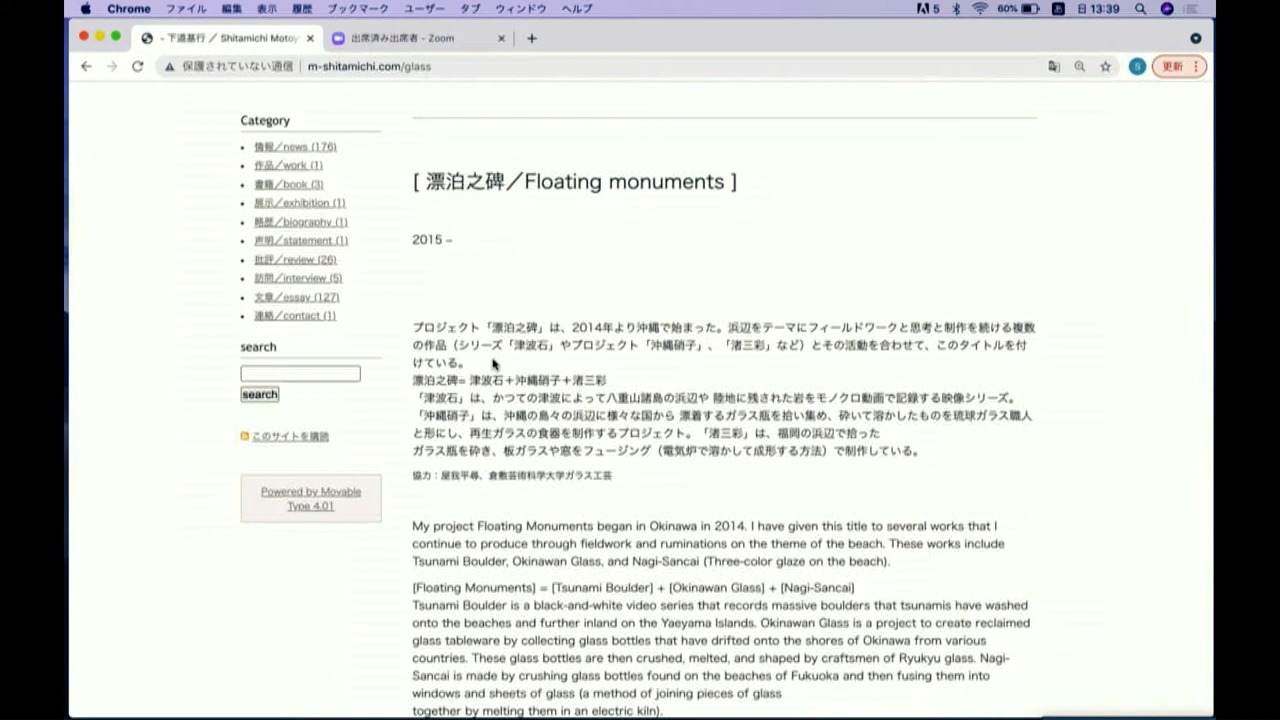 Chrome ファイル 編集 表示 履歴 ブックマーク ユーザー タブ ウィンドウ ヘルプ 5 60% あ 日 13:39
- 下道基行 ／ Shitamichi Motoy
出席済み出席者 - Zoom
保護されていない通信 m-shitamichi.com/glass
S 更新
Category
情報／news (176)
作品／work (1)
書籍／book (3)
展示／exhibition (1)
略歴／biography (1)
声明／statement (1)
批評／review (26)
訪問／interview (5)
文章／essay (127)
連絡／contact (1)
search
search
このサイトを購読
Powered by Movable
Type 4.01
[ 漂泊之碑／Floating monuments ]
2015 –
プロジェクト「漂泊之碑」は、2014年より沖縄で始まった。浜辺をテーマにフィールドワークと思考と制作を続ける複数
の作品（シリーズ「津波石」やプロジェクト「沖縄硝子」、「渚三彩」など）とその活動を合わせて、このタイトルを付
けている。
漂泊之碑= 津波石＋沖縄硝子＋渚三彩
「津波石」は、かつての津波によって八重山諸島の浜辺や 陸地に残された岩をモノクロ動画で記録する映像シリーズ。
「沖縄硝子」は、沖縄の島々の浜辺に様々な国から 漂着するガラス瓶を拾い集め、砕いて溶かしたものを琉球ガラス職人
と形にし、再生ガラスの食器を制作するプロジェクト。「渚三彩」は、福岡の浜辺で拾った
ガラス瓶を砕き、板ガラスや窓をフュージング（電気炉で溶かして成形する方法）で制作している。
協力：屋我平尋、倉敷芸術科学大学ガラス工芸
My project Floating Monuments began in Okinawa in 2014. I have given this title to several works that I
continue to produce through fieldwork and ruminations on the theme of the beach. These works include
Tsunami Boulder, Okinawan Glass, and Nagi-Sancai (Three-color glaze on the beach).
[Floating Monuments] = [Tsunami Boulder] + [Okinawan Glass] + [Nagi-Sancai]
Tsunami Boulder is a black-and-white video series that records massive boulders that tsunamis have washed
onto the beaches and further inland on the Yaeyama Islands. Okinawan Glass is a project to create reclaimed
glass tableware by collecting glass bottles that have drifted onto the shores of Okinawa from various
countries. These glass bottles are then crushed, melted, and shaped by craftsmen of Ryukyu glass. Nagi-
Sancai is made by crushing glass bottles found on the beaches of Fukuoka and then fusing them into
windows and sheets of glass (a method of joining pieces of glass
together by melting them in an electric kiln).